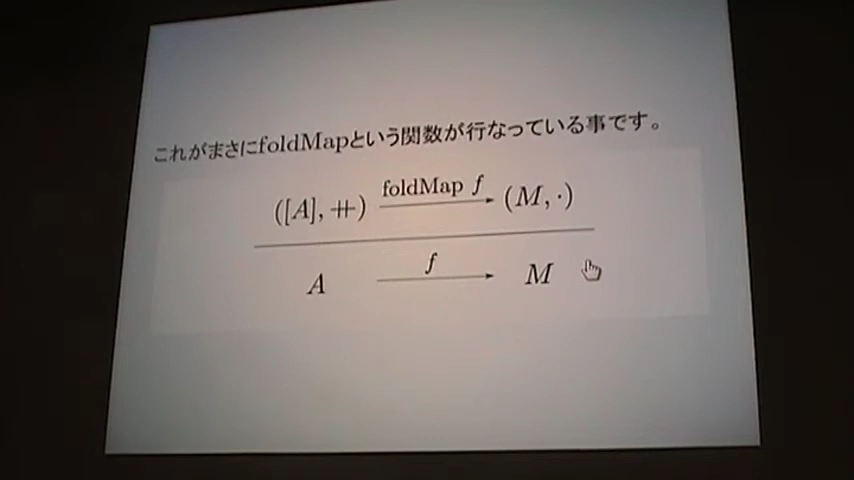 これがまさにfoldMapという関数が行なっている事です。
foldMap f
([A], ++) (M, ·)
f
A M